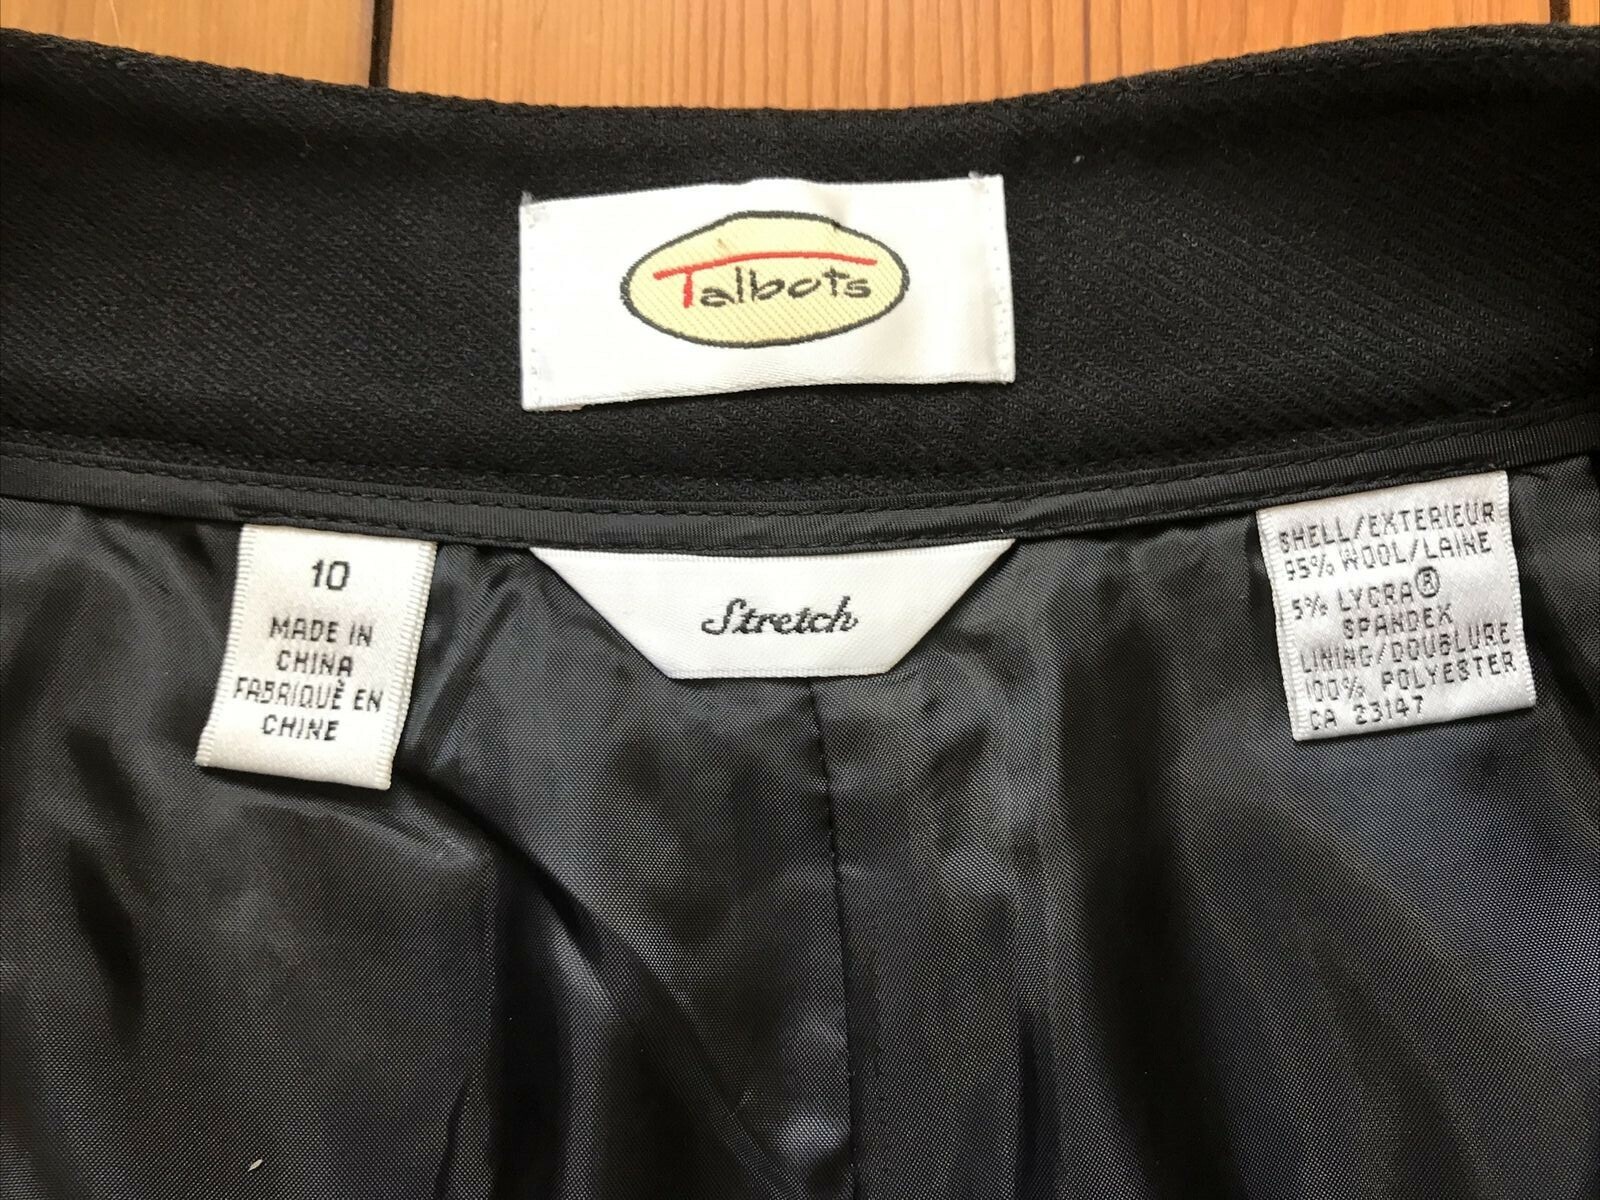 Talbots
10
MADE IN
CHINA
FABRIQUÈ EN
CHINE
Stretch
SHELL/EXTERIEUR
95% WOOL/LAINE
5% LYCRA®
SPANDEX
LINING/DOUBLURE
100% POLYESTER
CA 23147